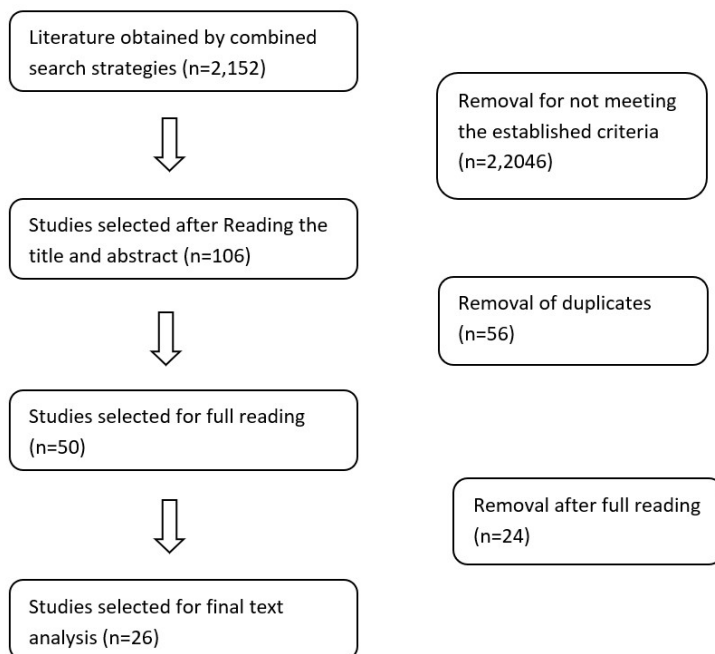 Literature obtained by combined
search strategies (n=2,152)
Removal for not meeting
the established criteria
(n=2,2046)
Studies selected after Reading the
title and abstract (n=106)
Removal of duplicates
(n=56)
Studies selected for full reading
(n=50)
Removal after full reading
(n=24)
Studies selected for final text
analysis (n=26)